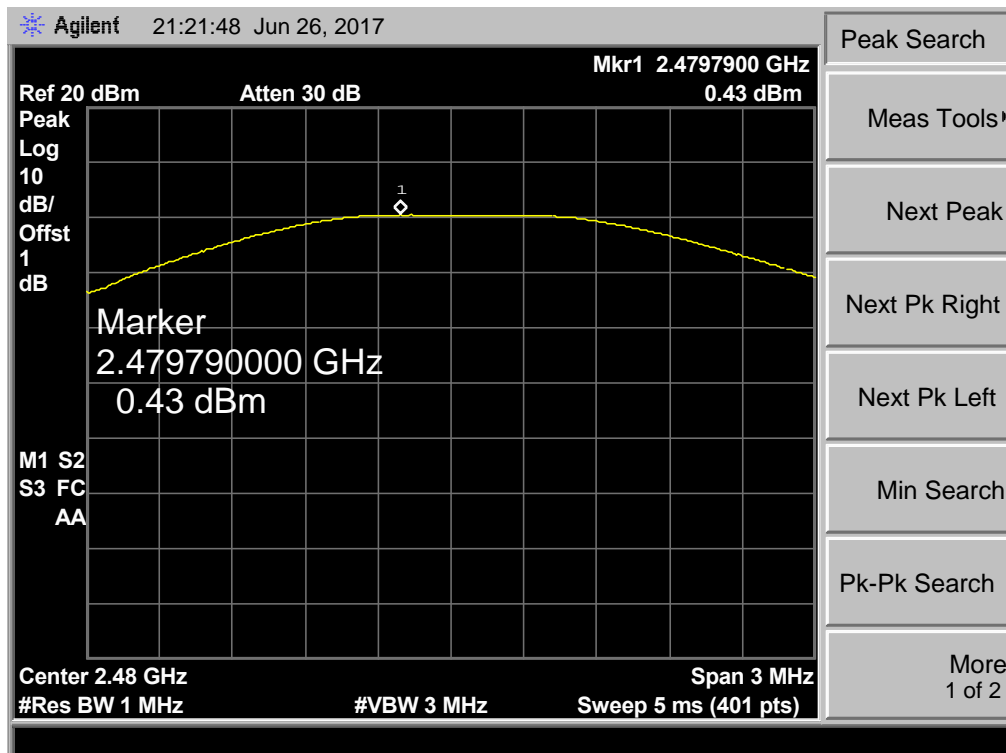 Agilent 21:21:48 Jun 26, 2017
Mkr1 2.4797900 GHz
Ref 20 dBm Atten 30 dB 0.43 dBm
Peak
Log
10
dB/
Offst
1
dB
1
Marker
2.479790000 GHz
0.43 dBm
M1 S2
S3 FC
AA
Center 2.48 GHz Span 3 MHz
#Res BW 1 MHz #VBW 3 MHz Sweep 5 ms (401 pts)
Peak Search
Meas Tools
Next Peak
Next Pk Right
Next Pk Left
Min Search
Pk-Pk Search
More
1 of 2